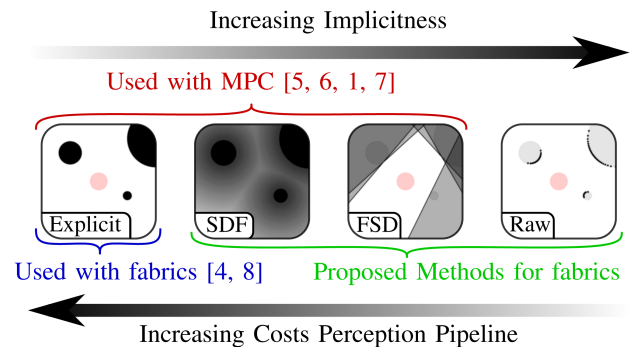 Increasing Implicitness
Used with MPC [5, 6, 1, 7]
Explicit
SDF
FSD
Raw
Used with fabrics [4, 8]
Proposed Methods for fabrics
Increasing Costs Perception Pipeline